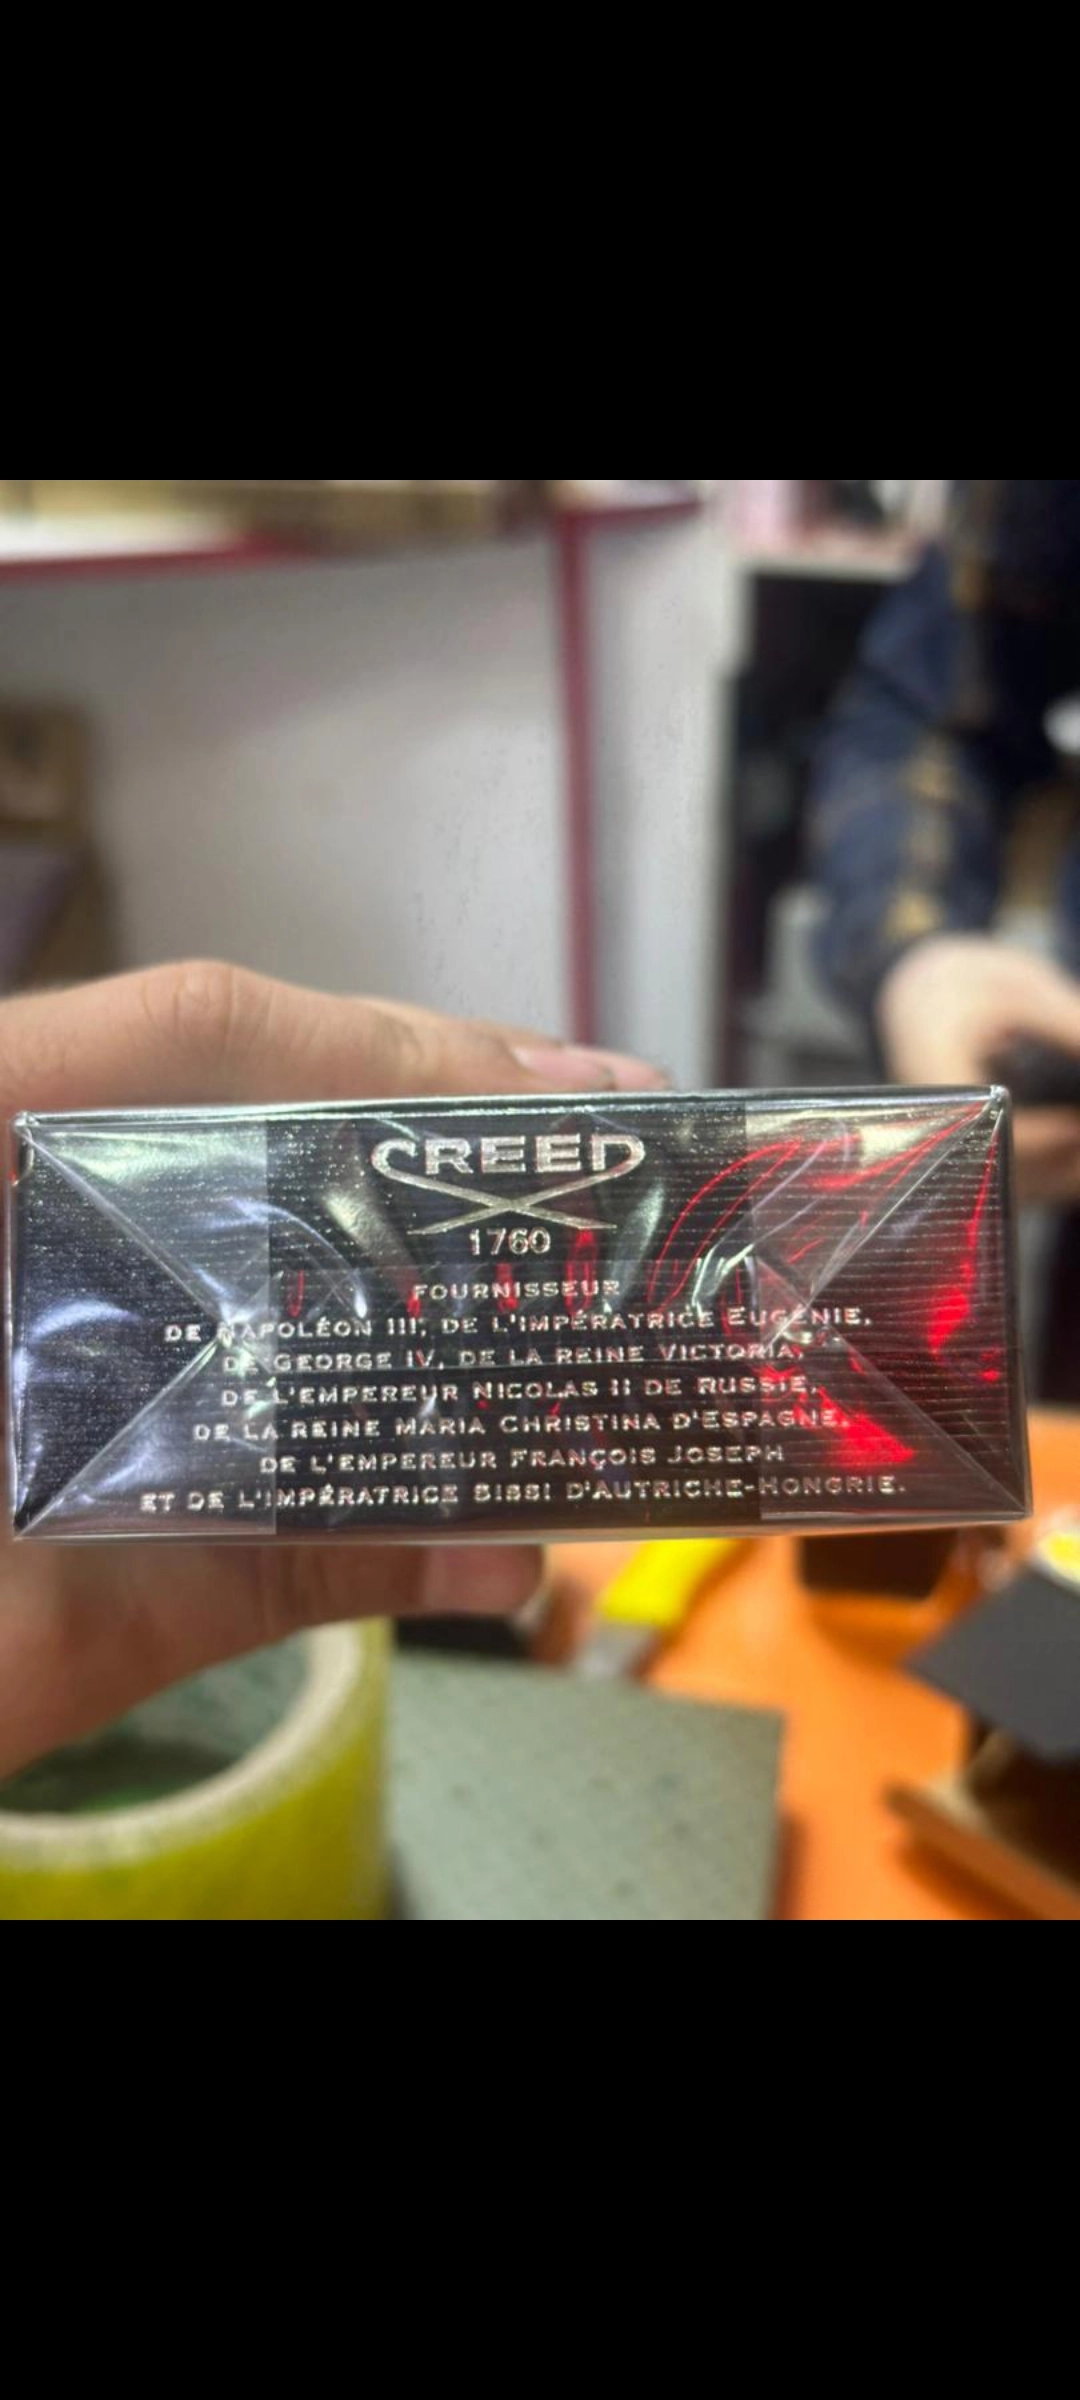 CREED
1760
FOURNISSEUR
DE NAPOLÉON III, DE L'IMPÉRATRICE EUGÉNIE,
DE GEORGE IV, DE LA REINE VICTORIA,
DE L'EMPEREUR NICOLAS II DE RUSSIE,
DE LA REINE MARIA CHRISTINA D'ESPAGNE,
DE L'EMPEREUR FRANÇOIS JOSEPH
ET DE L'IMPÉRATRICE SISSI D'AUTRICHE-HONGRIE.